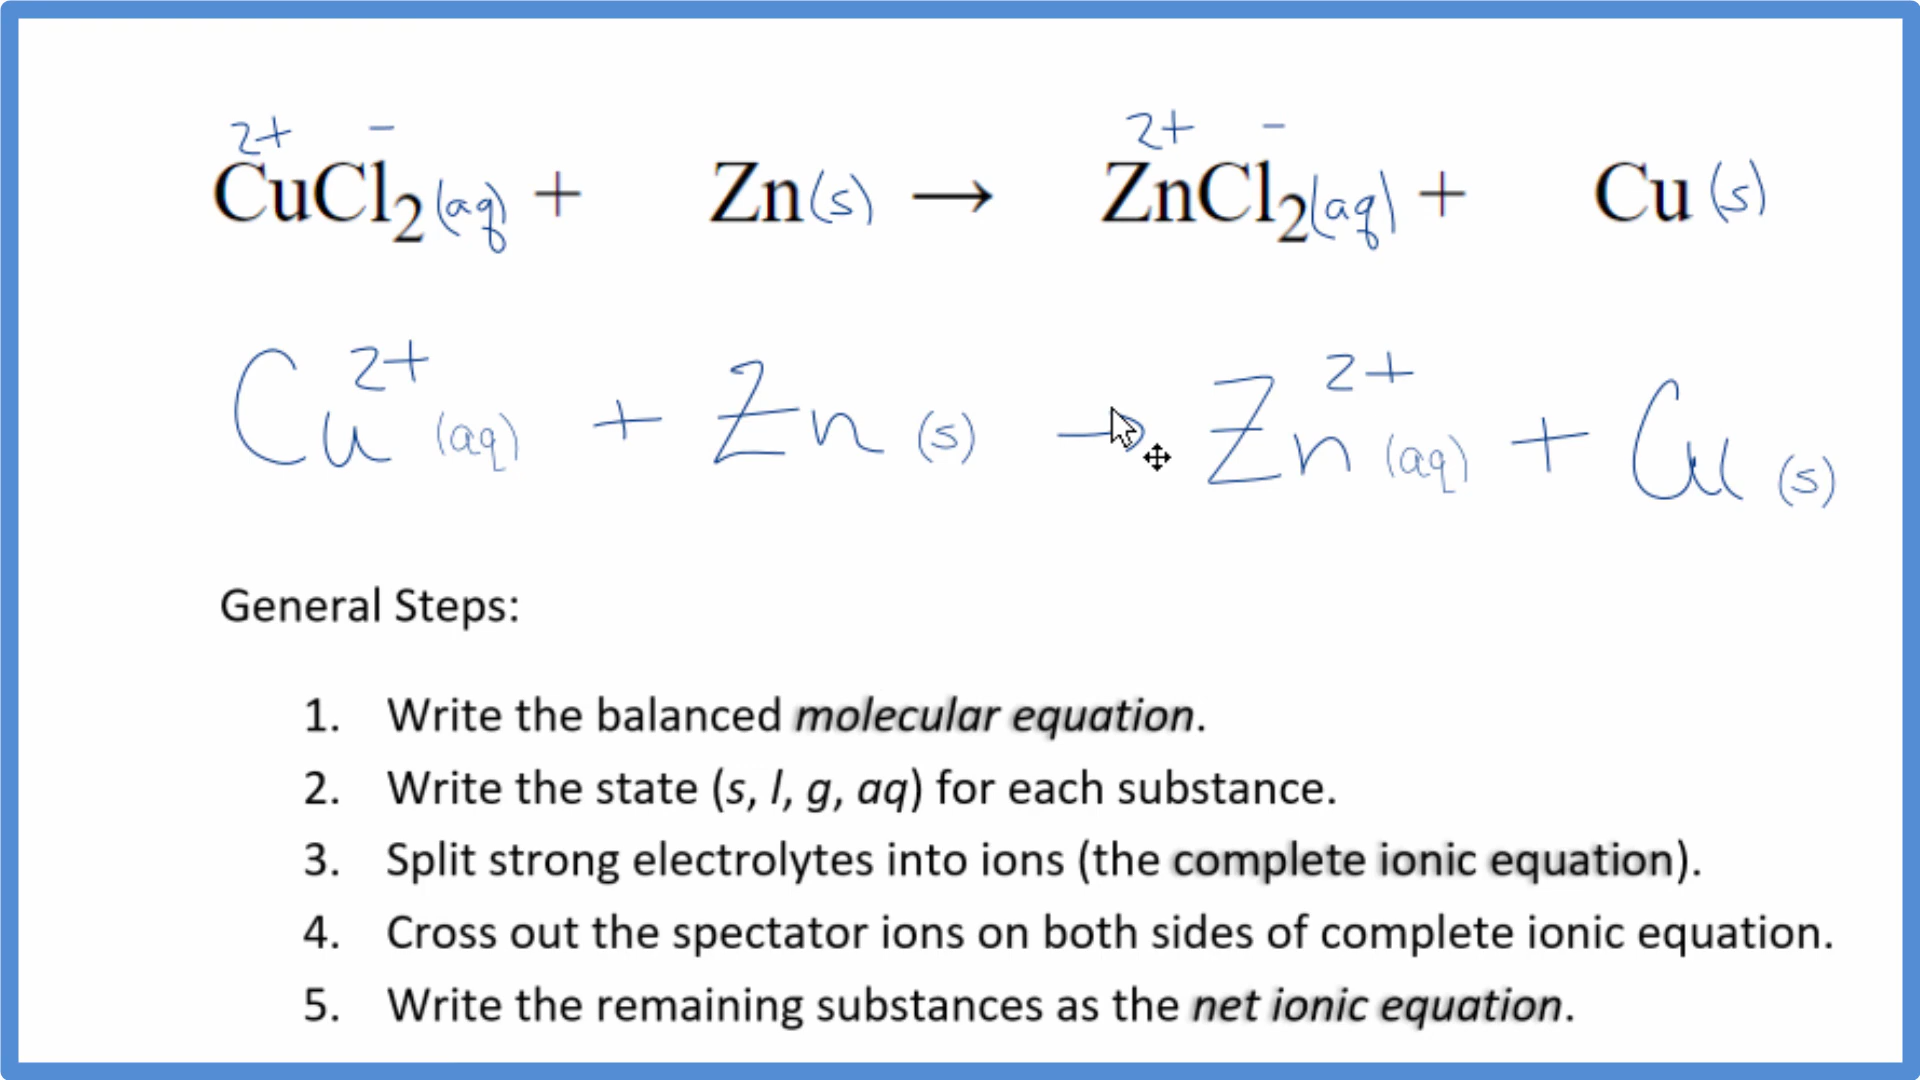 2+ − 2+ −
CuCl₂(aq) + Zn(s) → ZnCl₂(aq) + Cu(s)
Cu²⁺(aq) + Zn(s) → Zn²⁺(aq) + Cu(s)
General Steps:
1. Write the balanced molecular equation.
2. Write the state (s, l, g, aq) for each substance.
3. Split strong electrolytes into ions (the complete ionic equation).
4. Cross out the spectator ions on both sides of complete ionic equation.
5. Write the remaining substances as the net ionic equation.